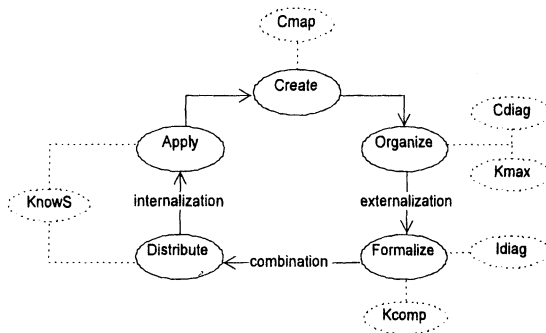 Cmap
Create
Cdiag
Apply
Organize
Kmax
KnowS
internalization
externalization
Distribute
combination
Formalize
Idiag
Kcomp